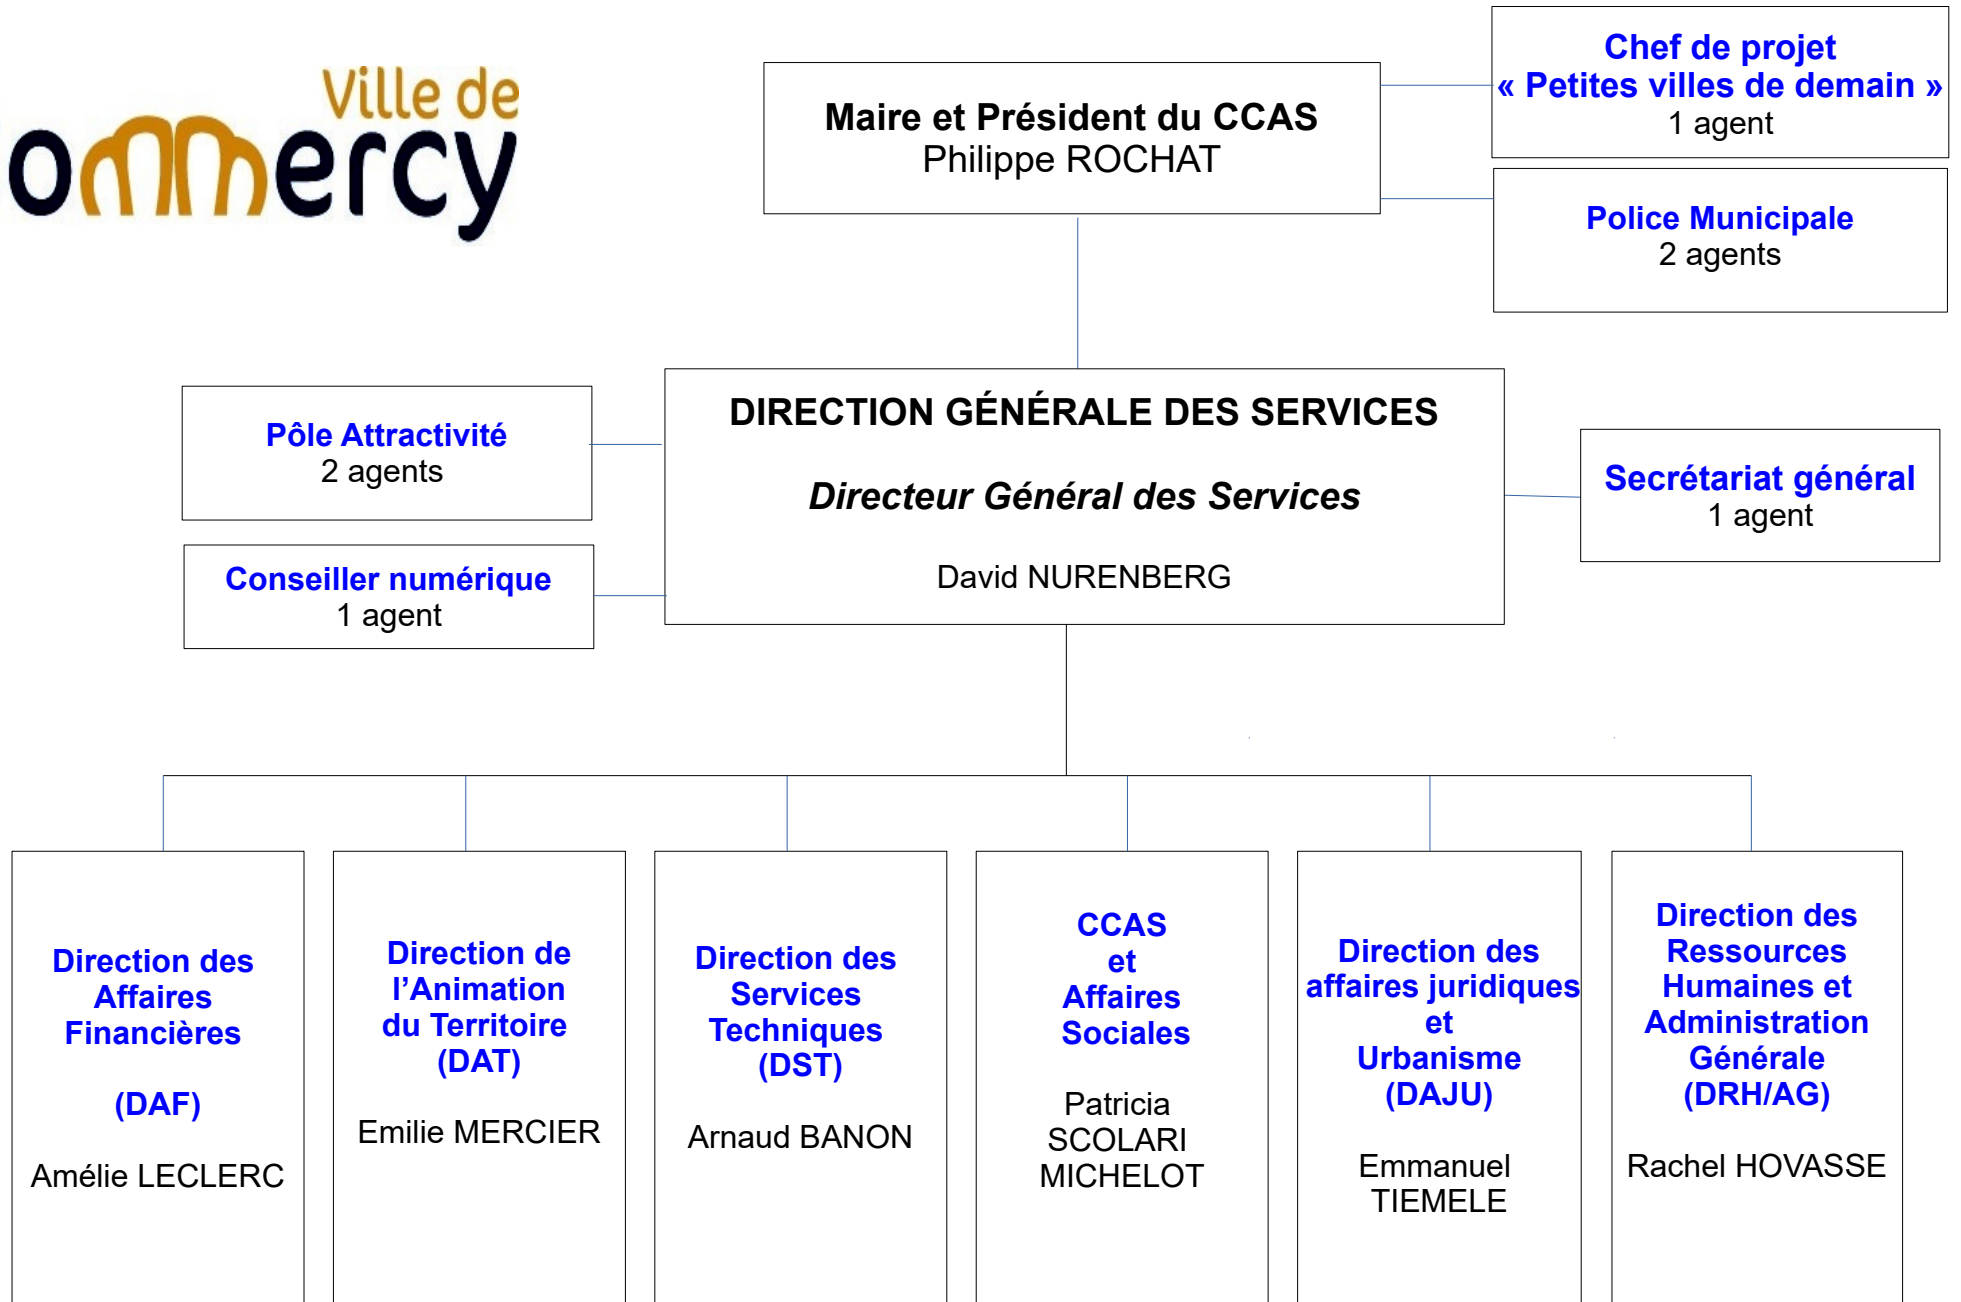 Ville de
ommercy
Maire et Président du CCAS
Philippe ROCHAT
Chef de projet
« Petites villes de demain »
1 agent
Police Municipale
2 agents
Pôle Attractivité
2 agents
Conseiller numérique
1 agent
DIRECTION GÉNÉRALE DES SERVICES
Directeur Général des Services
David NURENBERG
Secrétariat général
1 agent
Direction des
Affaires
Financières
(DAF)
Amélie LECLERC
Direction de
l’Animation
du Territoire
(DAT)
Emilie MERCIER
Direction des
Services
Techniques
(DST)
Arnaud BANON
CCAS
et
Affaires
Sociales
Patricia
SCOLARI
MICHELOT
Direction des
affaires juridiques
et
Urbanisme
(DAJU)
Emmanuel
TIEMELE
Direction des
Ressources
Humaines et
Administration
Générale
(DRH/AG)
Rachel HOVASSE